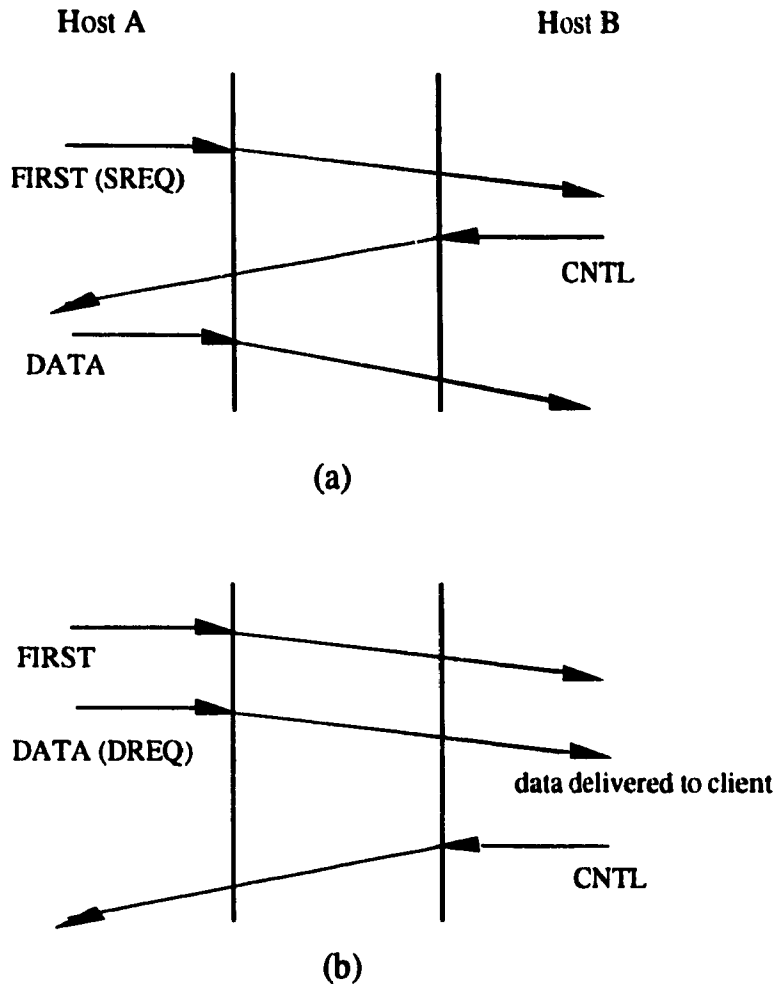 Host A
Host B
FIRST (SREQ)
CNTL
DATA
(a)
FIRST
DATA (DREQ)
data delivered to client
CNTL
(b)